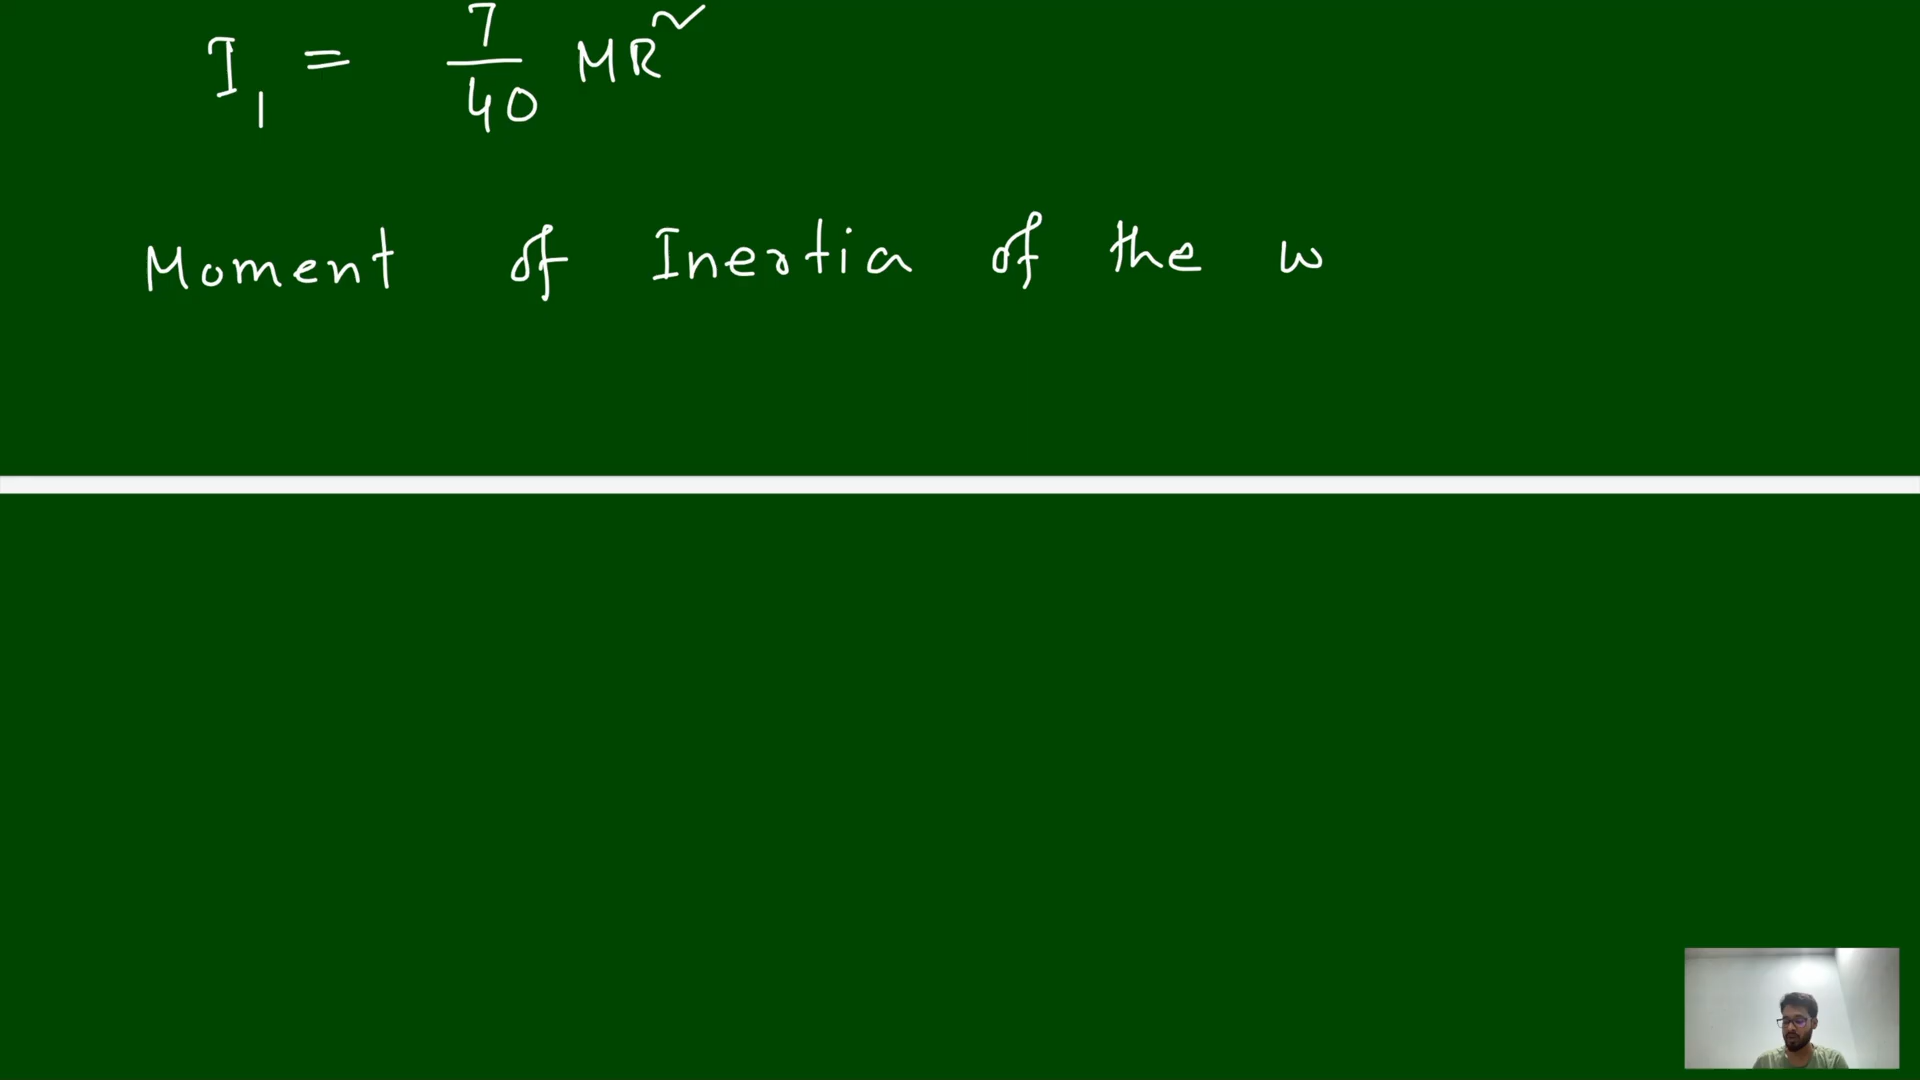 I₁ = 7/40 MR²
Moment of Inertia of the w